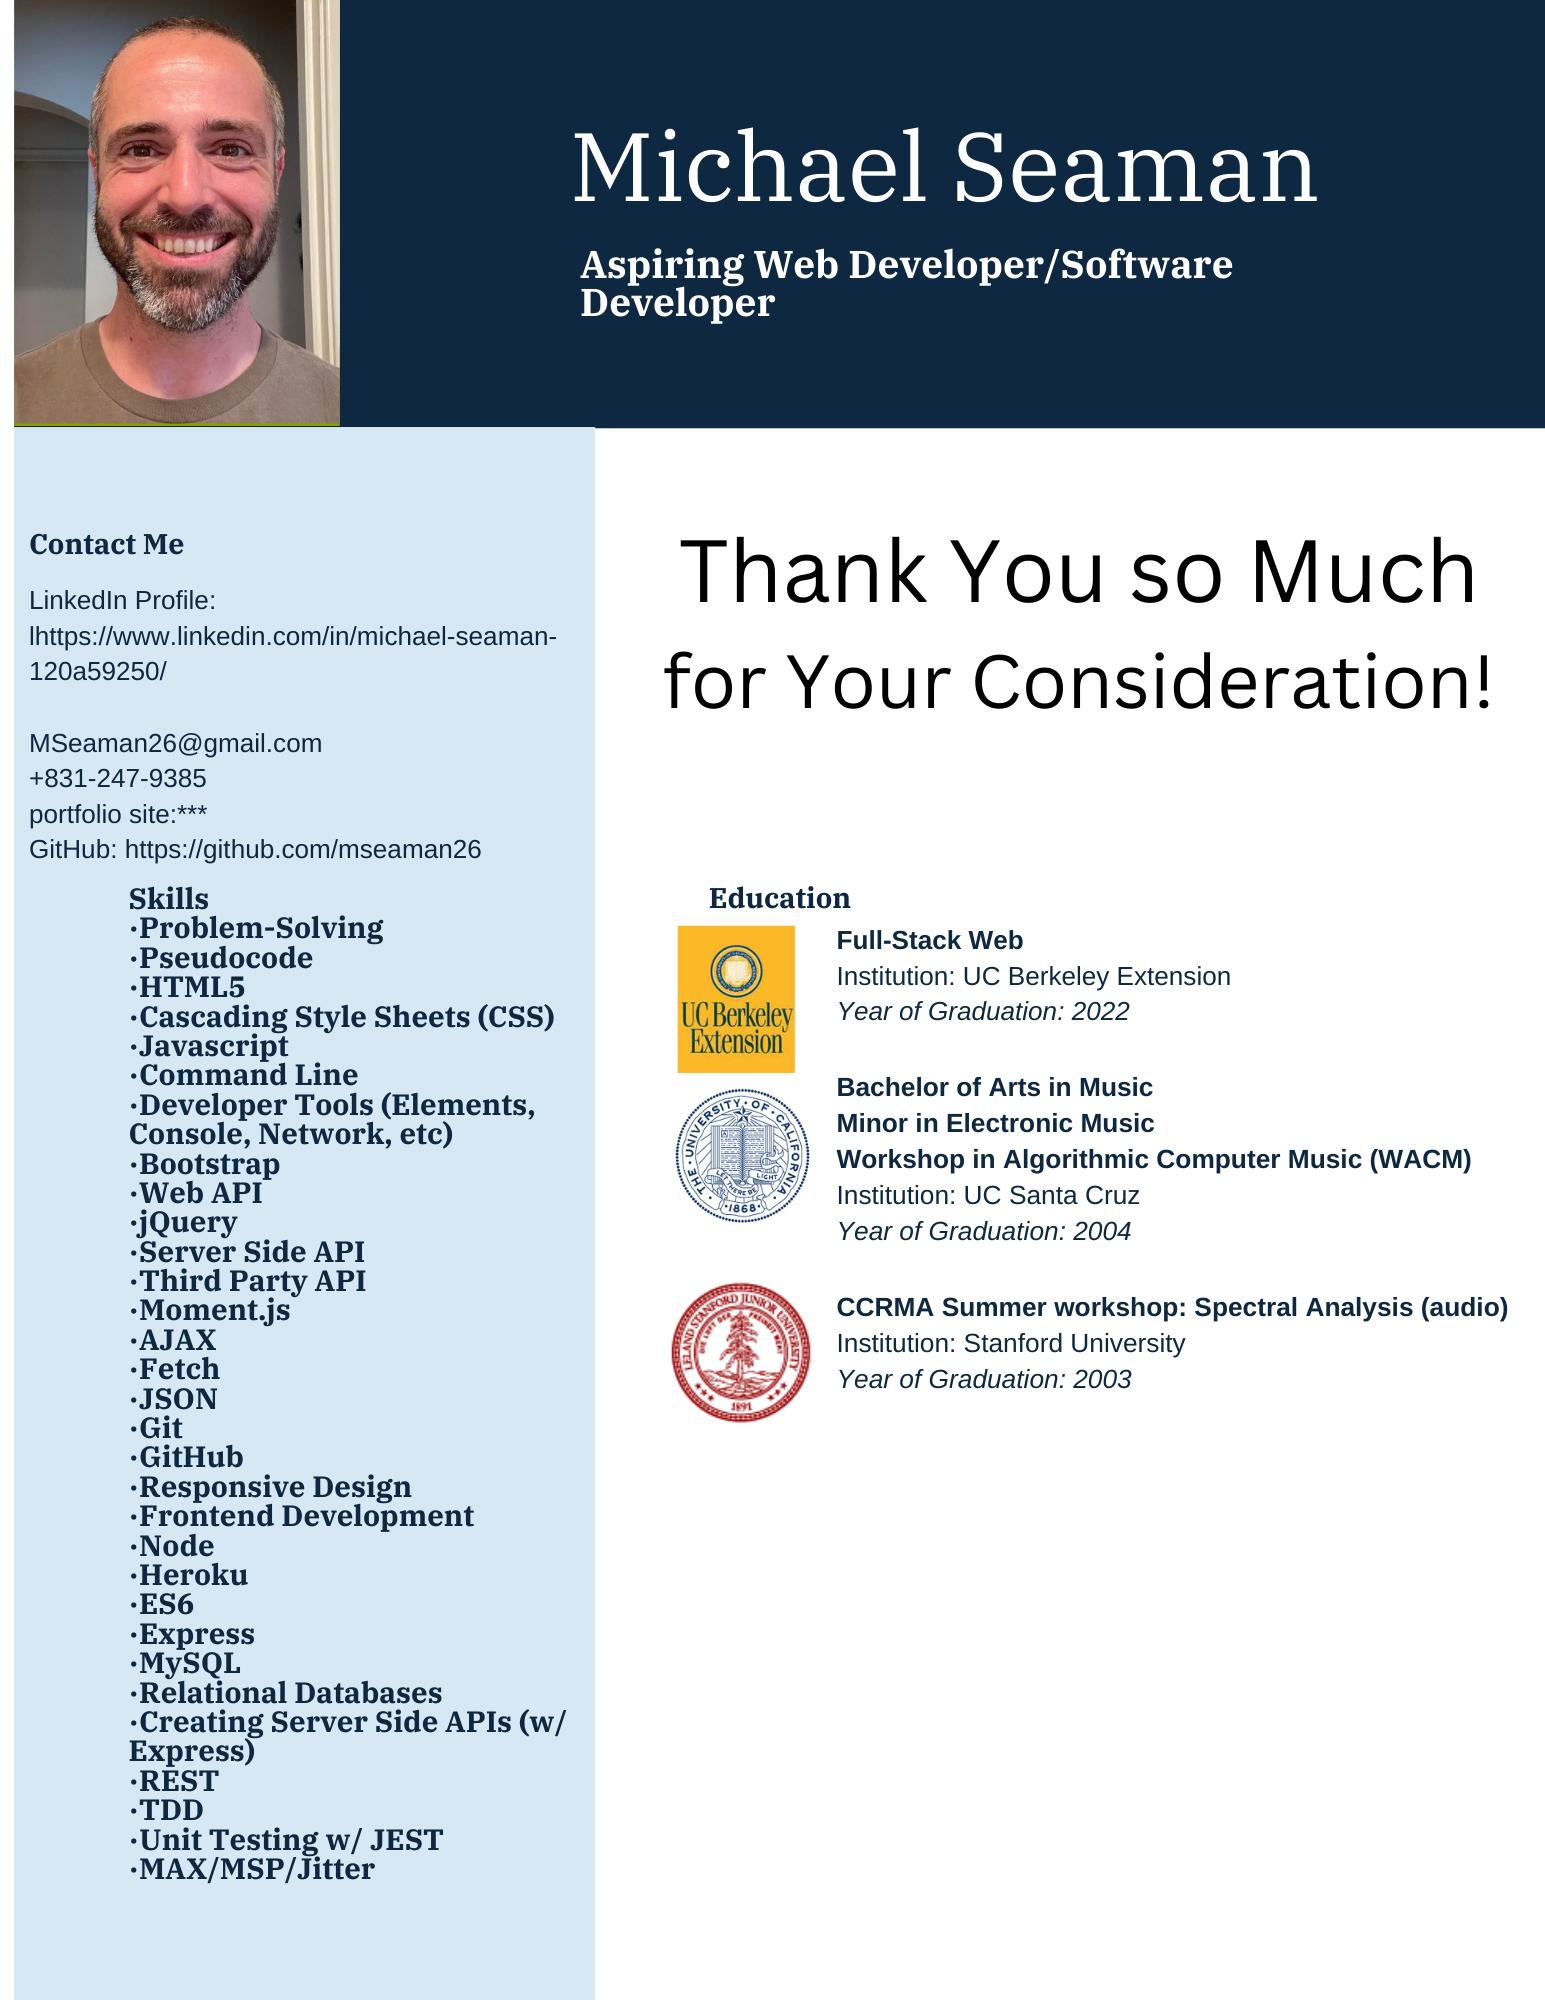 Michael Seaman
Aspiring Web Developer/Software
Developer
Contact Me
LinkedIn Profile:
lhttps://www.linkedin.com/in/michael-seaman-
120a59250/
MSeaman26@gmail.com
+831-247-9385
portfolio site:***
GitHub: https://github.com/mseaman26
Skills
·Problem-Solving
·Pseudocode
·HTML5
·Cascading Style Sheets (CSS)
·Javascript
·Command Line
·Developer Tools (Elements,
Console, Network, etc)
·Bootstrap
·Web API
·jQuery
·Server Side API
·Third Party API
·Moment.js
·AJAX
·Fetch
·JSON
·Git
·GitHub
·Responsive Design
·Frontend Development
·Node
·Heroku
·ES6
·Express
·MySQL
·Relational Databases
·Creating Server Side APIs (w/
Express)
·REST
·TDD
·Unit Testing w/ JEST
·MAX/MSP/Jitter
Thank You so Much
for Your Consideration!
Education
UC Berkeley
Extension
Full-Stack Web
Institution: UC Berkeley Extension
Year of Graduation: 2022
THE · UNIVERSITY · OF · CALIFORNIA
LET THERE BE LIGHT
·1868·
Bachelor of Arts in Music
Minor in Electronic Music
Workshop in Algorithmic Computer Music (WACM)
Institution: UC Santa Cruz
Year of Graduation: 2004
LELAND STANFORD JUNIOR UNIVERSITY
DIE LUFT DER FREIHEIT WEHT
1891
CCRMA Summer workshop: Spectral Analysis (audio)
Institution: Stanford University
Year of Graduation: 2003